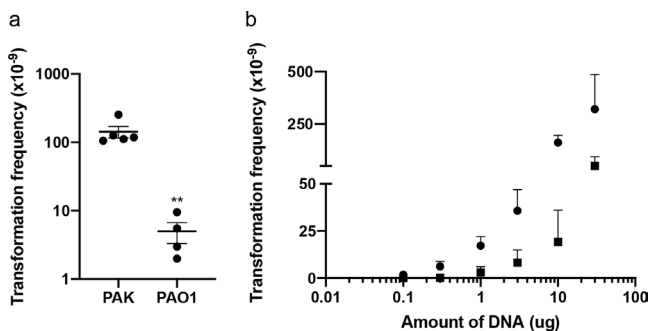 a
b
Transformation frequency (x10-9)
1000
100
10
1
**
PAK
PAO1
Transformation frequency (x10-9)
500
250
50
25
0
0.01
0.1
1
10
100
Amount of DNA (ug)